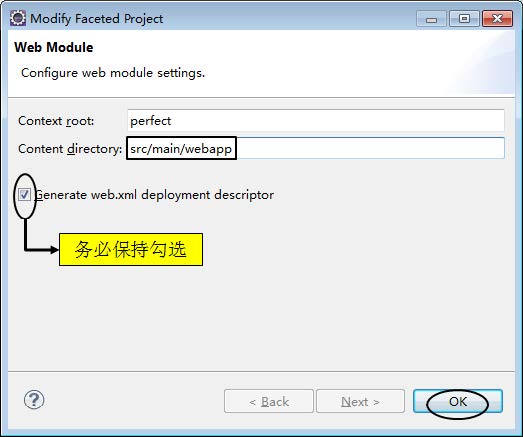 Modify Faceted Project
Web Module
Configure web module settings.
Context root: perfect
Content directory: src/main/webapp
Generate web.xml deployment descriptor
务必保持勾选
?
< Back Next > OK